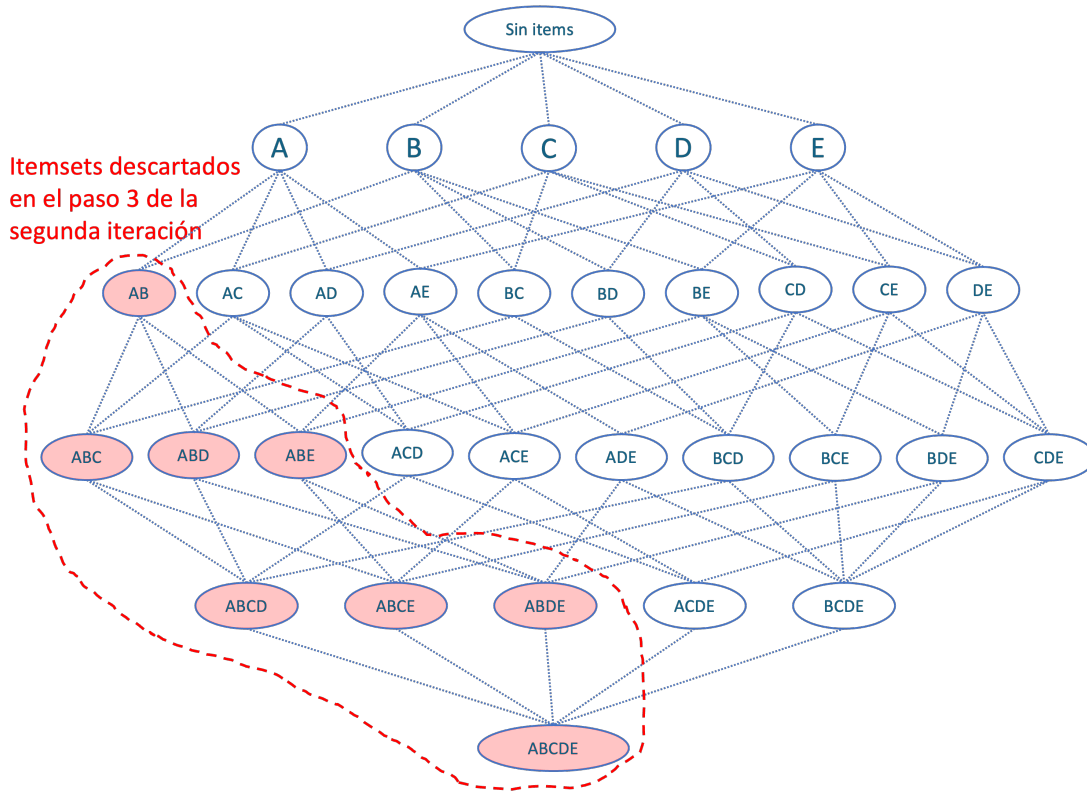 Sin items
A B C D E
Itemsets descartados
en el paso 3 de la
segunda iteración
AB AC AD AE BC BD BE CD CE DE
ABC ABD ABE ACD ACE ADE BCD BCE BDE CDE
ABCD ABCE ABDE ACDE BCDE
ABCDE